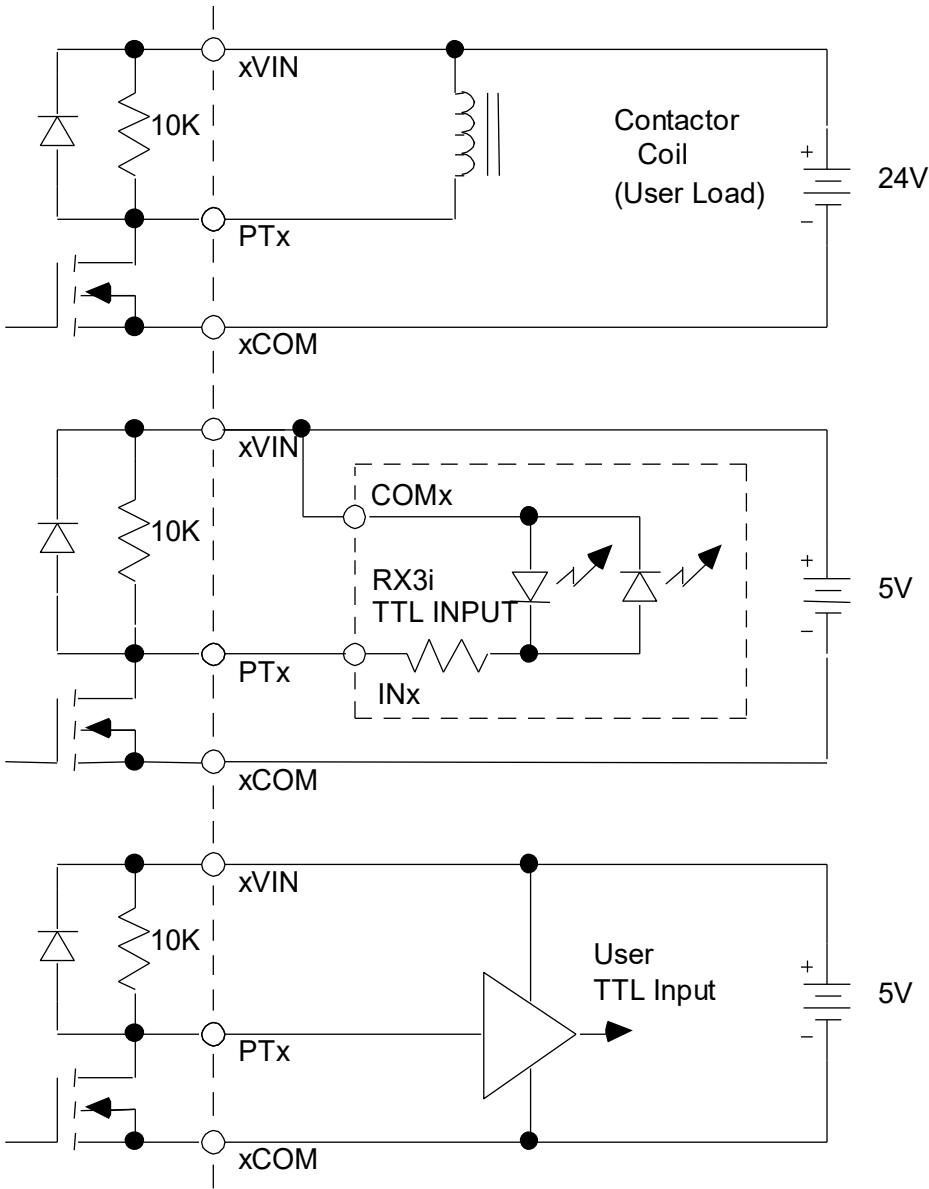 xVIN
10K
Contactor
Coil
(User Load)
+
24V
–
PTx
xCOM
xVIN
COMx
10K
RX3i
TTL INPUT
+
5V
–
PTx
INx
xCOM
xVIN
10K
User
TTL Input
+
5V
–
PTx
xCOM